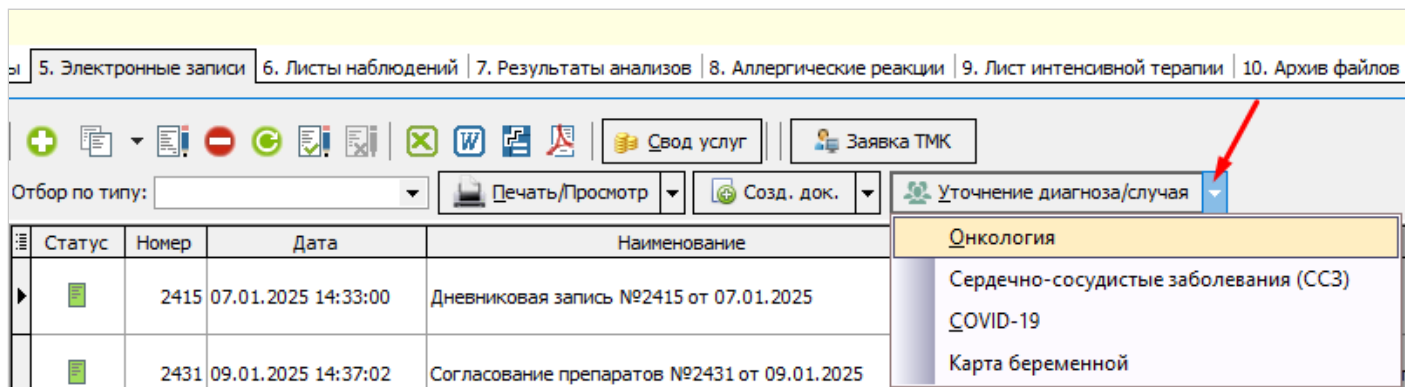 ы 5. Электронные записи 6. Листы наблюдений 7. Результаты анализов 8. Аллергические реакции 9. Лист интенсивной терапии 10. Архив файлов
Свод услуг Заявка ТМК
Отбор по типу: Печать/Просмотр Созд. док. Уточнение диагноза/случая
Статус Номер Дата Наименование
Онкология
Сердечно-сосудистые заболевания (ССЗ)
COVID-19
Карта беременной
2415 07.01.2025 14:33:00 Дневниковая запись №2415 от 07.01.2025
2431 09.01.2025 14:37:02 Согласование препаратов №2431 от 09.01.2025